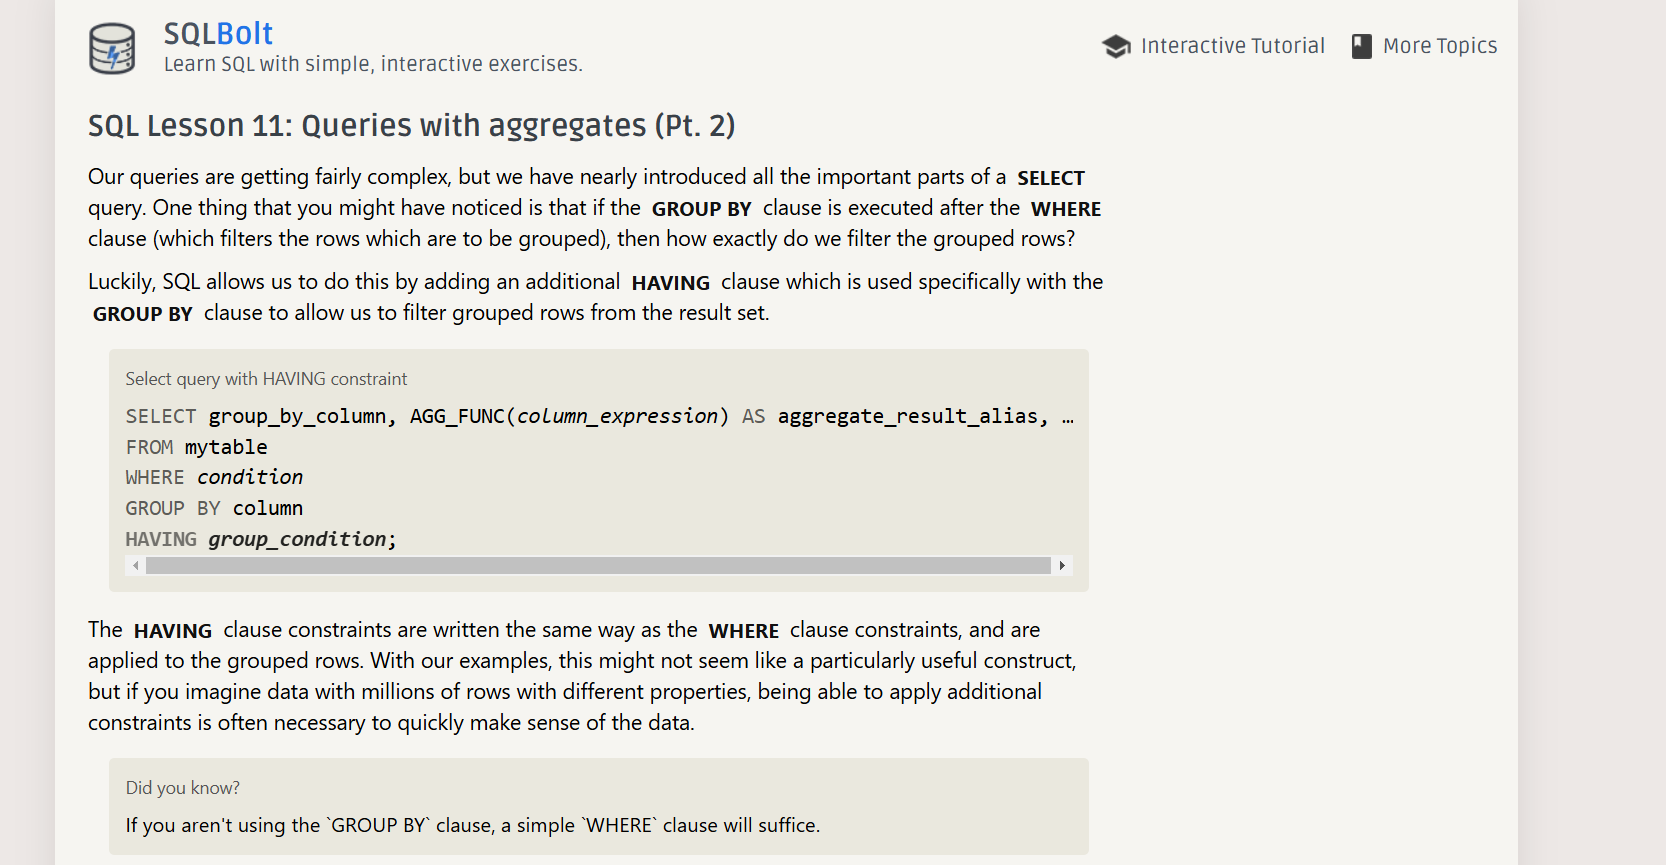 SQLBolt
Learn SQL with simple, interactive exercises.
Interactive Tutorial
More Topics
SQL Lesson 11: Queries with aggregates (Pt. 2)
Our queries are getting fairly complex, but we have nearly introduced all the important parts of a SELECT
query. One thing that you might have noticed is that if the GROUP BY clause is executed after the WHERE
clause (which filters the rows which are to be grouped), then how exactly do we filter the grouped rows?
Luckily, SQL allows us to do this by adding an additional HAVING clause which is used specifically with the
GROUP BY clause to allow us to filter grouped rows from the result set.
Select query with HAVING constraint
SELECT group_by_column, AGG_FUNC(column_expression) AS aggregate_result_alias, …
FROM mytable
WHERE condition
GROUP BY column
HAVING group_condition;
The HAVING clause constraints are written the same way as the WHERE clause constraints, and are
applied to the grouped rows. With our examples, this might not seem like a particularly useful construct,
but if you imagine data with millions of rows with different properties, being able to apply additional
constraints is often necessary to quickly make sense of the data.
Did you know?
If you aren't using the `GROUP BY` clause, a simple `WHERE` clause will suffice.